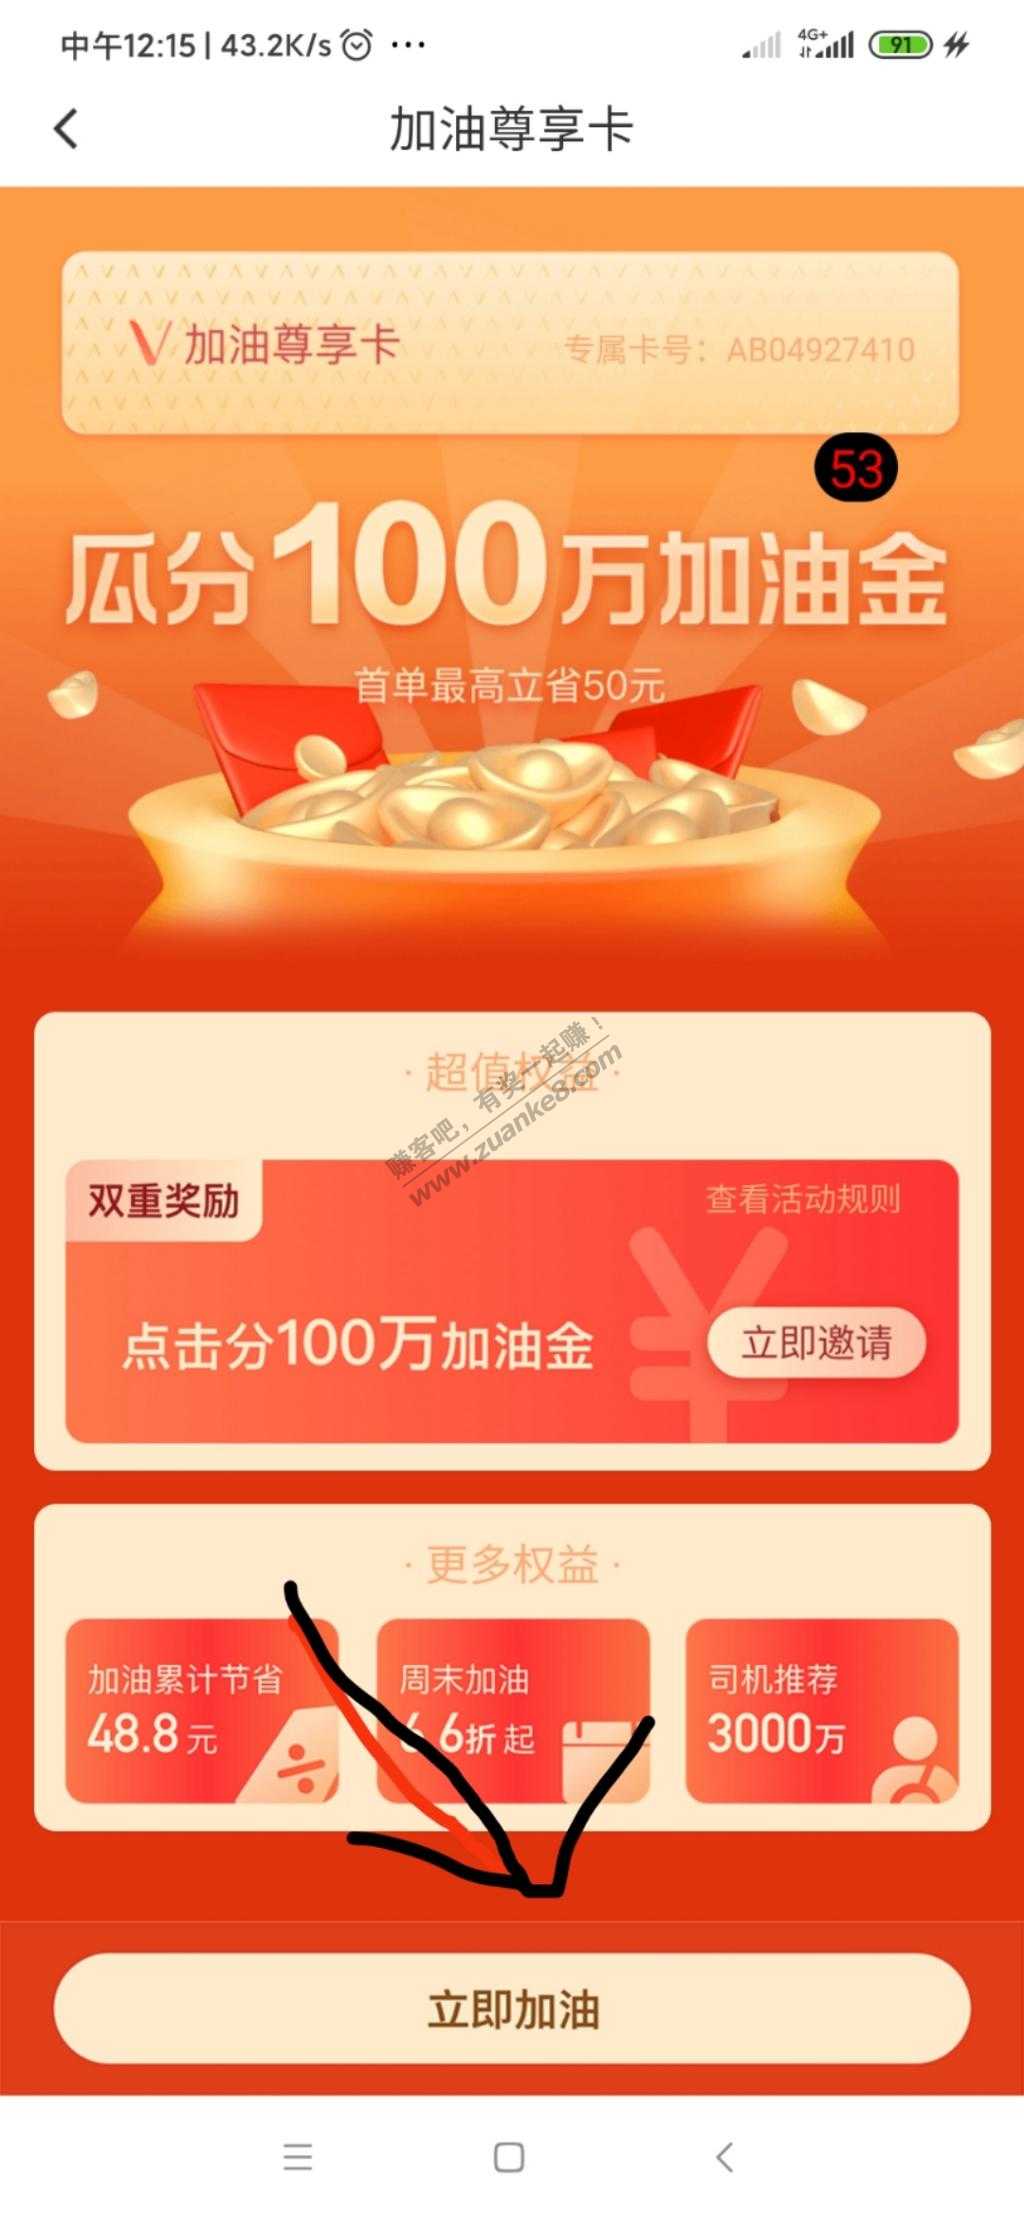 中午12:15 | 43.2K/s ...
4G+ 91
加油尊享卡
加油尊享卡 专属卡号：AB04927410
53
瓜分100万加油金
首单最高立省50元
· 超值权益 ·
赚客吧，有奖一起赚！
www.zuanke8.com
双重奖励 查看活动规则
点击分100万加油金 立即邀请
· 更多权益 ·
加油累计节省 周末加油 司机推荐
48.8元 6.6折起 3000万
立即加油